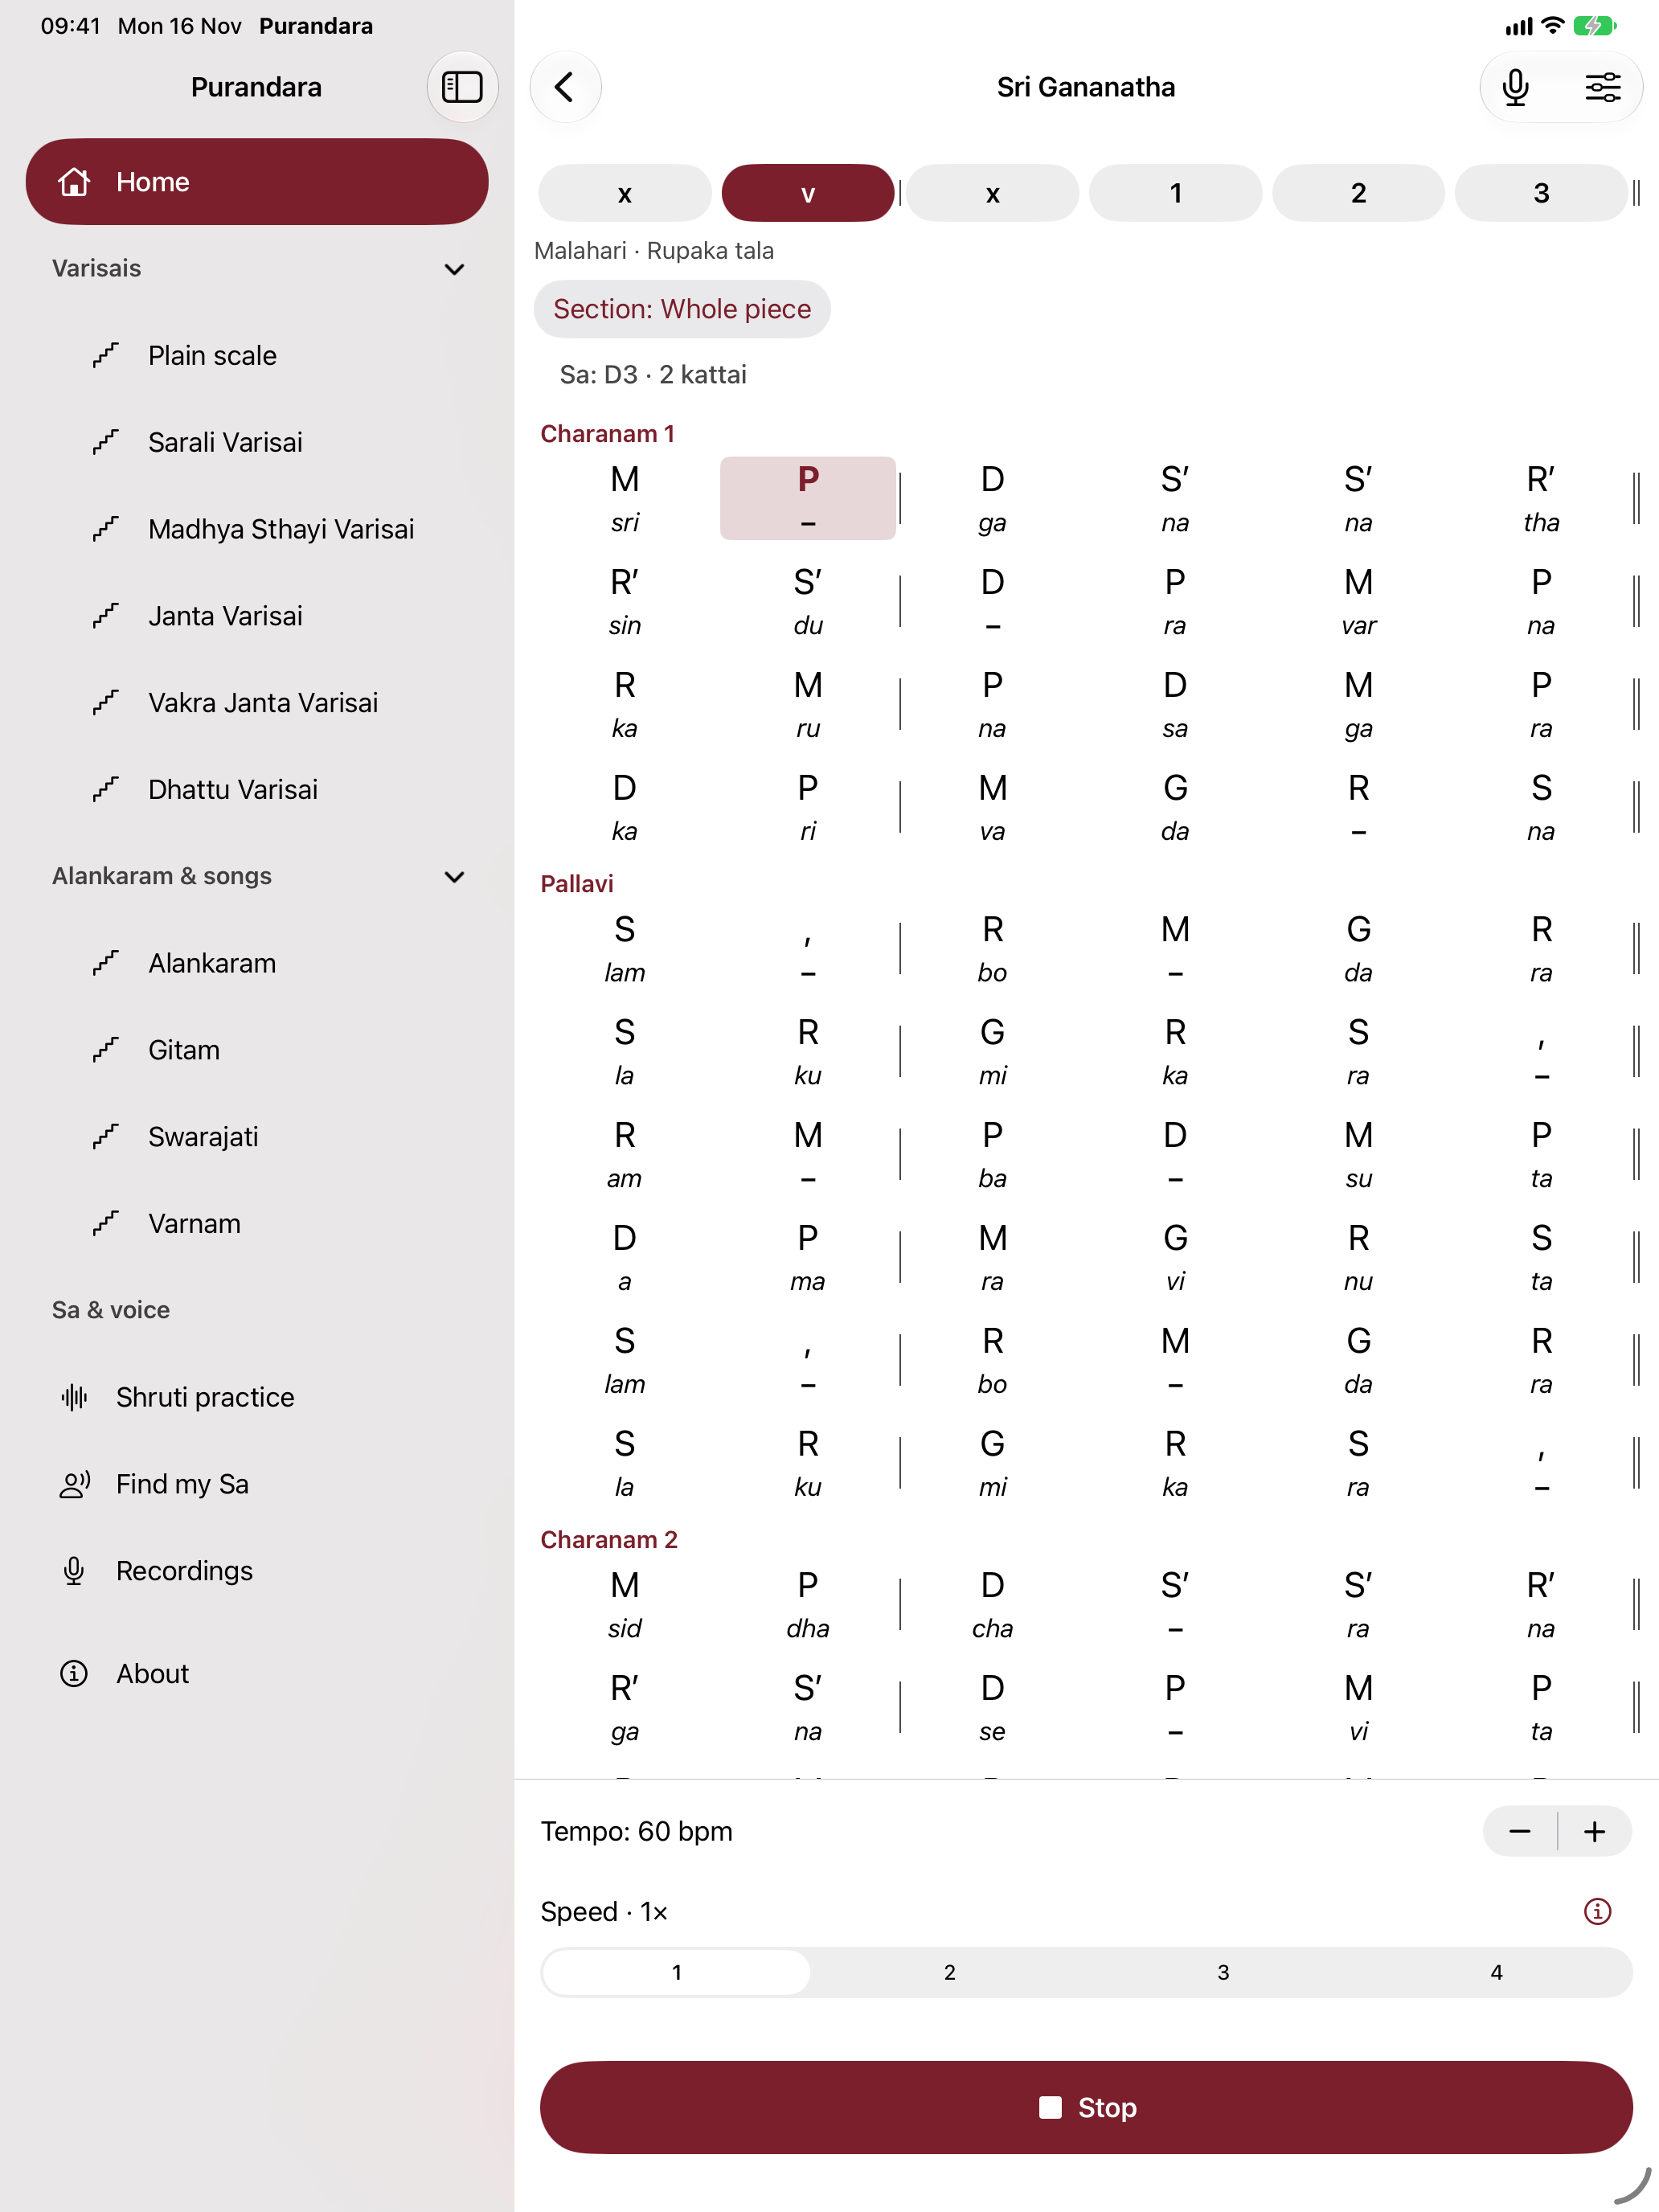 09:41 Mon 16 Nov Purandara
Purandara
Home
Varisais
Plain scale
Sarali Varisai
Madhya Sthayi Varisai
Janta Varisai
Vakra Janta Varisai
Dhattu Varisai
Alankaram & songs
Alankaram
Gitam
Swarajati
Varnam
Sa & voice
Shruti practice
Find my Sa
Recordings
About
Sri Gananatha
x v | x 1 2 3 ||
Malahari · Rupaka tala
Section: Whole piece
Sa: D3 · 2 kattai
Charanam 1
M P | D S′ S′ R′ ||
sri – ga na na tha
R′ S′ | D P M P ||
sin du – ra var na
R M | P D M P ||
ka ru na sa ga ra
D P | M G R S ||
ka ri va da – na
Pallavi
S , | R M G R ||
lam – bo – da ra
S R | G R S , ||
la ku mi ka ra –
R M | P D M P ||
am – ba – su ta
D P | M G R S ||
a ma ra vi nu ta
S , | R M G R ||
lam – bo – da ra
S R | G R S , ||
la ku mi ka ra –
Charanam 2
M P | D S′ S′ R′ ||
sid dha cha – ra na
R′ S′ | D P M P ||
ga na se – vi ta
Tempo: 60 bpm
− +
Speed · 1×
1 2 3 4
Stop